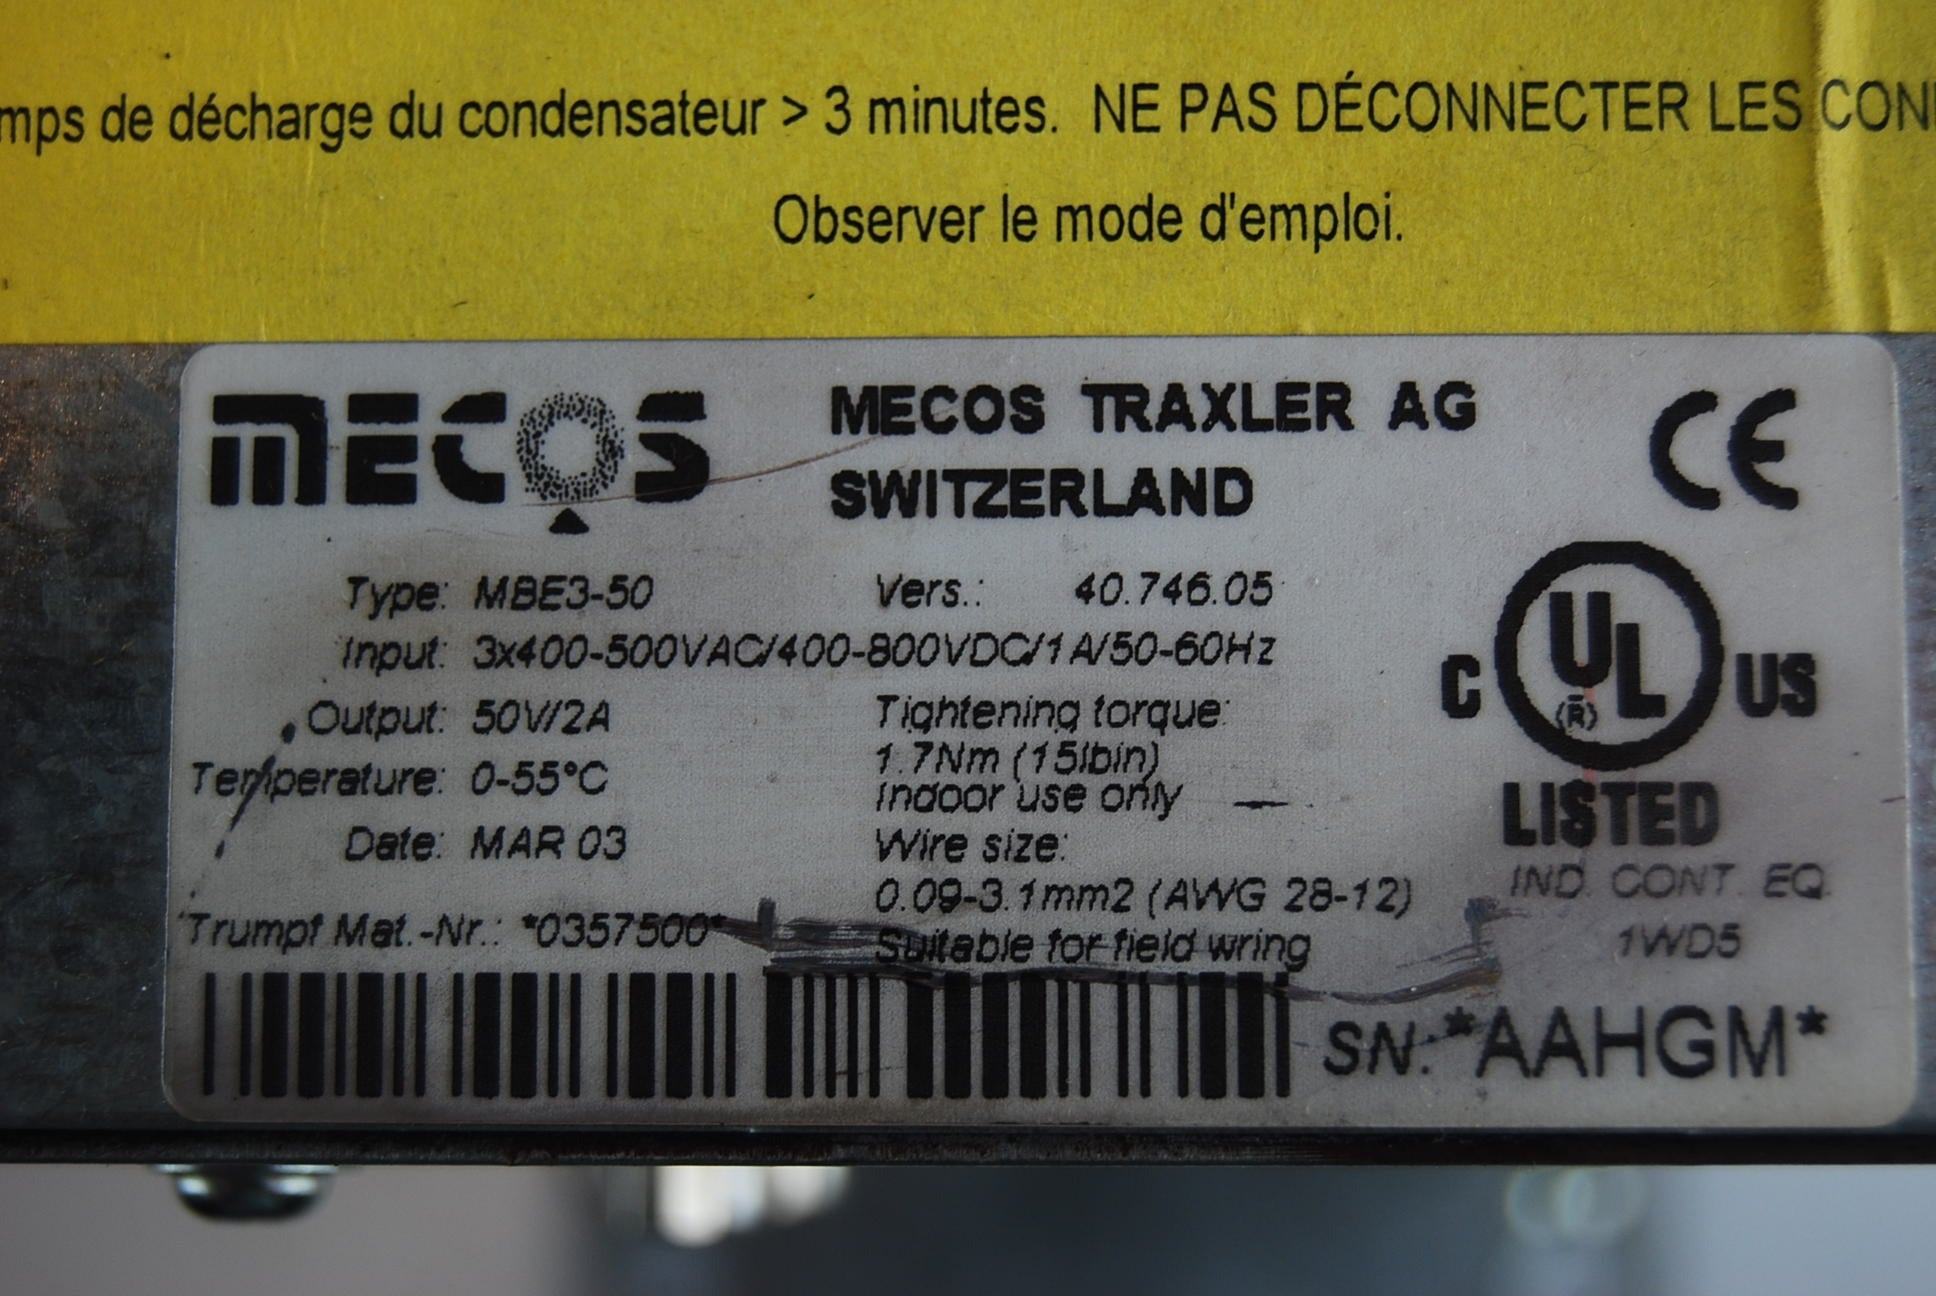 mps de décharge du condensateur > 3 minutes. NE PAS DÉCONNECTER LES CON
Observer le mode d'emploi.
MECOS
MECOS TRAXLER AG
SWITZERLAND
CE
Type: MBE3-50 Vers.: 40.746.05
Input: 3x400-500VAC/400-800VDC/1A/50-60Hz
Output: 50V/2A
Temperature: 0-55°C
Date: MAR 03
Trumpf Mat.-Nr.: *0357500*
Tightening torque:
1.7Nm (15lbin)
Indoor use only
Wire size:
0.09-3.1mm2 (AWG 28-12)
Suitable for field wring
C UL (R) US
LISTED
IND. CONT. EQ.
1WD5
SN.*AAHGM*